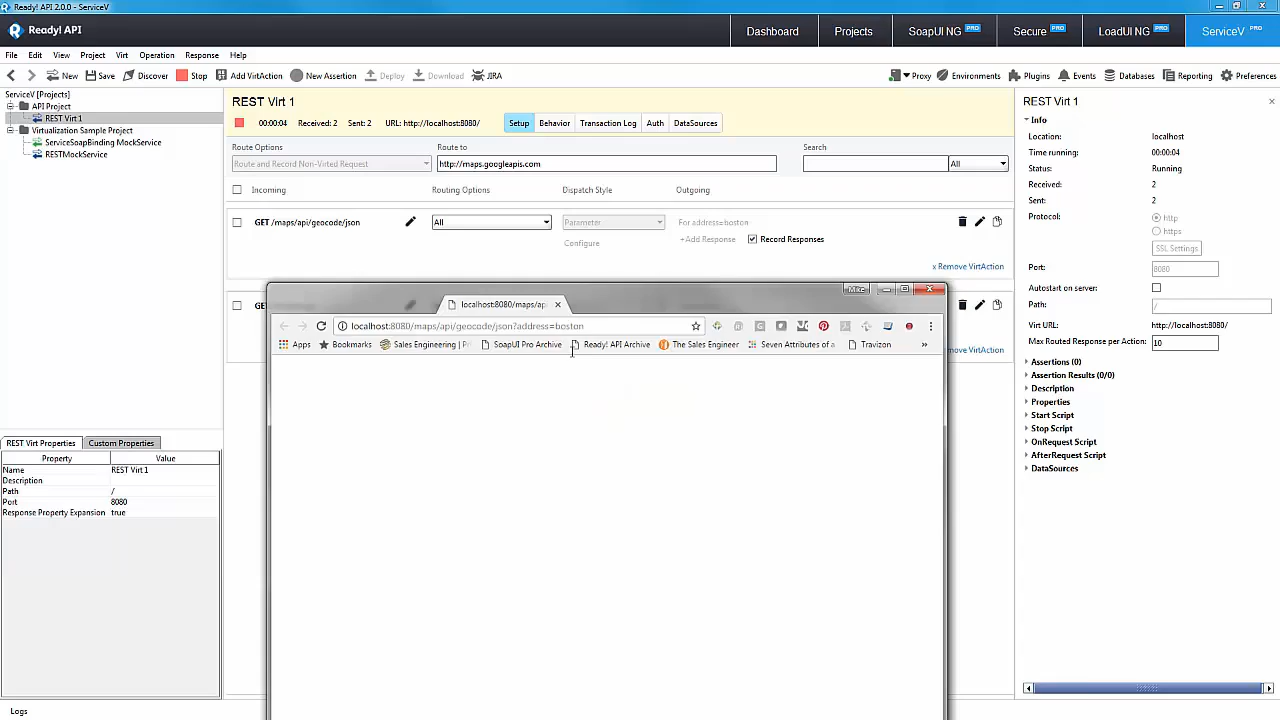 Ready! API 2.0.0 - ServiceV
Ready! API
Dashboard
Projects
SoapUI NG PRO
Secure PRO
LoadUI NG PRO
ServiceV PRO
File Edit View Project Virt Operation Response Help
New Save Discover Stop Add VirtAction New Assertion Deploy Download JIRA
Proxy Environments Plugins Events Databases Reporting Preferences
ServiceV [Projects]
API Project
REST Virt 1
Virtualization Sample Project
ServiceSoapBinding MockService
RESTMockService
REST Virt 1
00:00:04 Received: 2 Sent: 2 URL: http://localhost:8080/
Setup Behavior Transaction Log Auth DataSources
Route Options Route to Search
Route and Record Non-Virted Request http://maps.googleapis.com All
Incoming Routing Options Dispatch Style Outgoing
GET /maps/api/geocode/json All Parameter For address=boston
Configure +Add Response Record Responses
x Remove VirtAction
GE
move VirtAction
Mike
localhost:8080/maps/ap
localhost:8080/maps/api/geocode/json?address=boston
Apps Bookmarks Sales Engineering | Pr SoapUI Pro Archive Ready! API Archive The Sales Engineer Seven Attributes of a Travizon »
REST Virt 1
Info
Location: localhost
Time running: 00:00:04
Status: Running
Received: 2
Sent: 2
Protocol: http
https
SSL Settings
Port: 8080
Autostart on server:
Path: /
Virt URL: http://localhost:8080/
Max Routed Response per Action: 10
Assertions (0)
Assertion Results (0/0)
Description
Properties
Start Script
Stop Script
OnRequest Script
AfterRequest Script
DataSources
REST Virt Properties Custom Properties
Property Value
Name REST Virt 1
Description
Path /
Port 8080
Response Property Expansion true
Logs